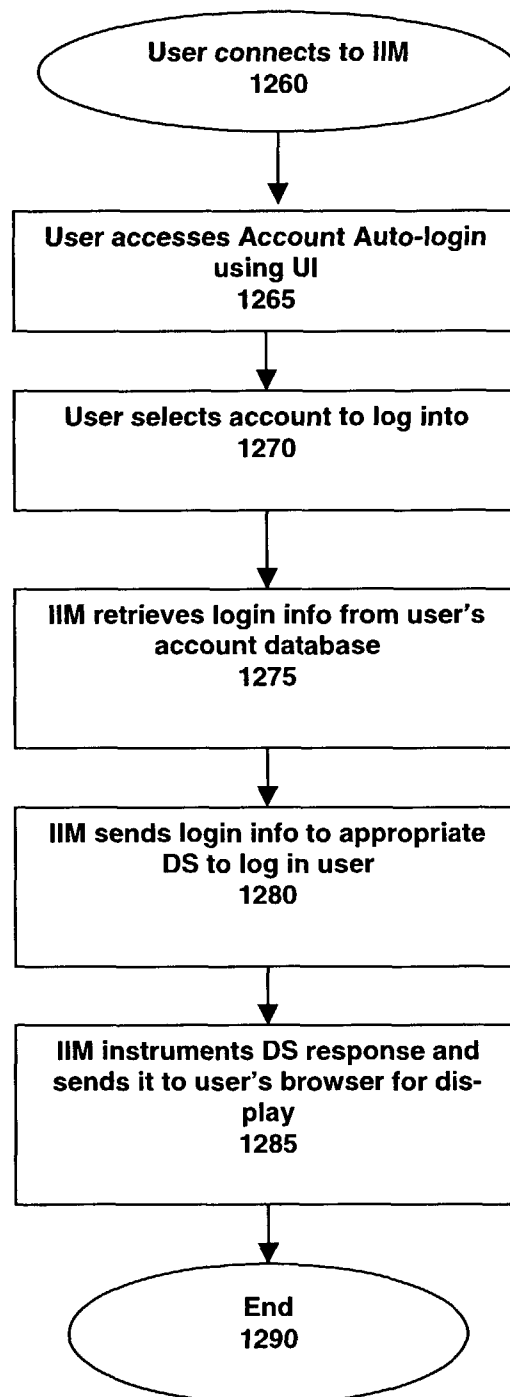 User connects to IIM
1260
User accesses Account Auto-login
using UI
1265
User selects account to log into
1270
IIM retrieves login info from user's
account database
1275
IIM sends login info to appropriate
DS to log in user
1280
IIM instruments DS response and
sends it to user's browser for dis-
play
1285
End
1290